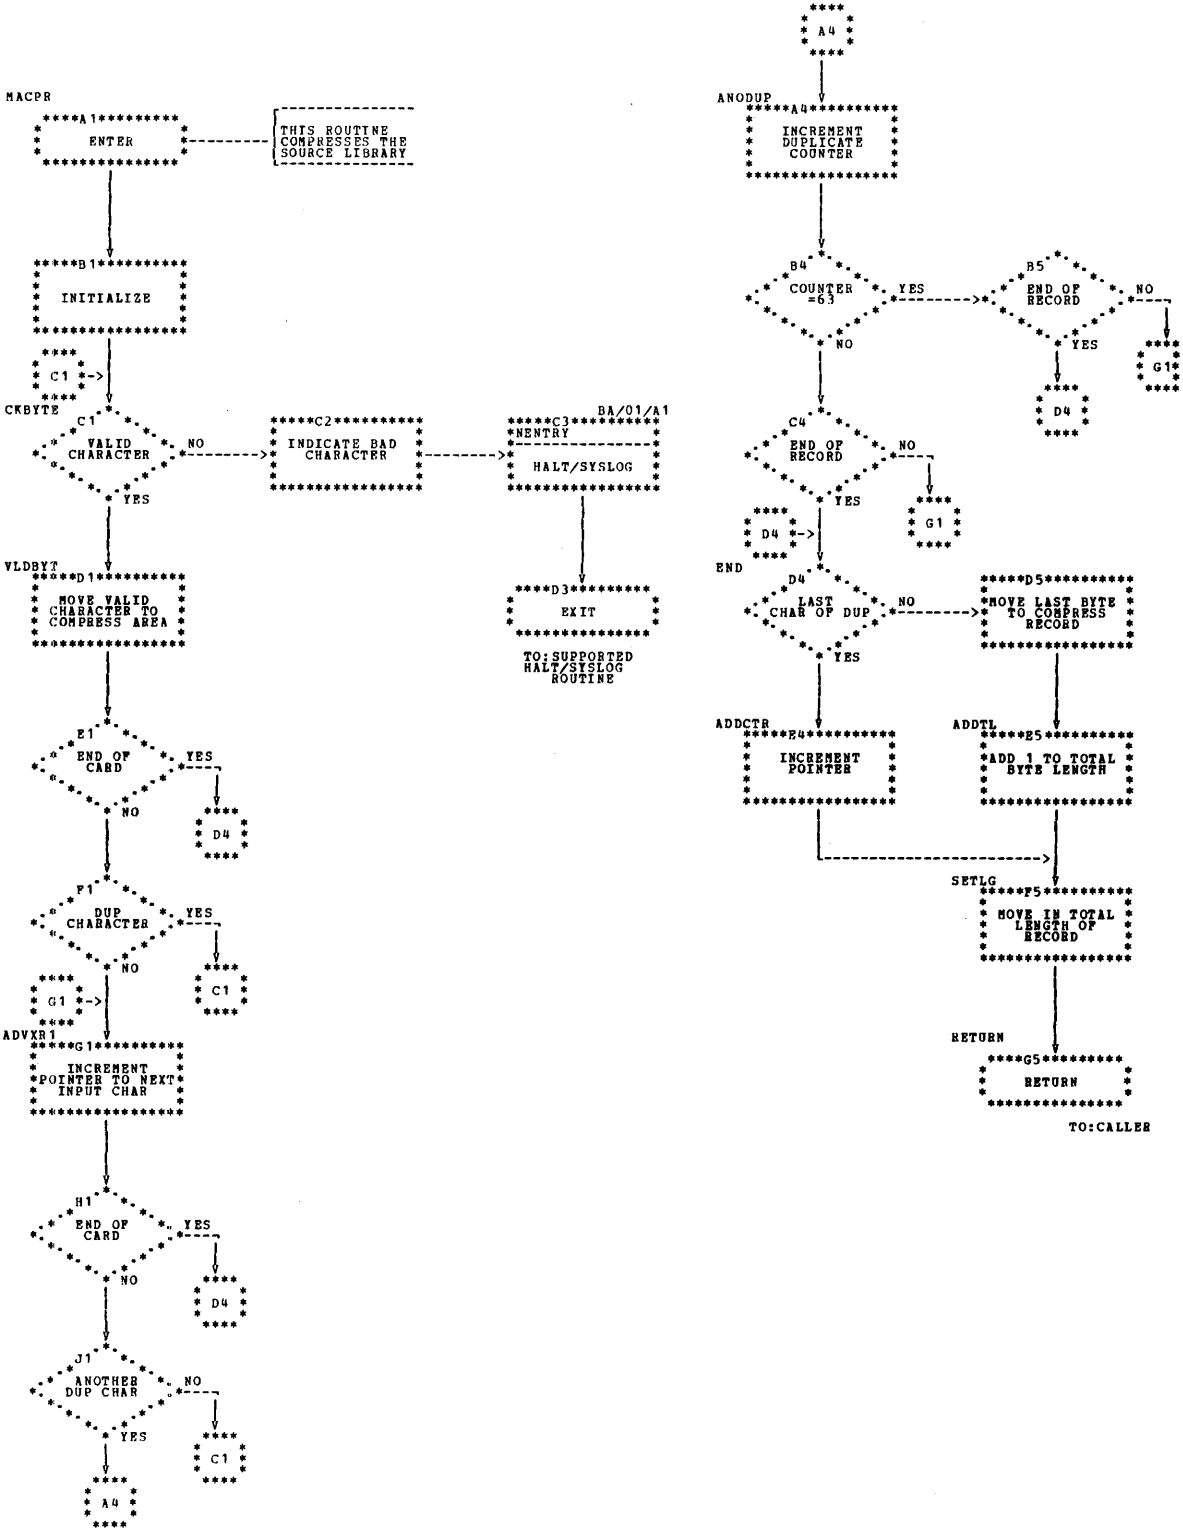 MACPR
A1
ENTER
THIS ROUTINE
COMPRESSES THE
SOURCE LIBRARY
B1
INITIALIZE
C1
CKBYTE
C1
VALID
CHARACTER
NO
YES
C2
INDICATE BAD
CHARACTER
BA/01/A1
C3
NENTRY
HALT/SYSLOG
D3
EXIT
TO:SUPPORTED
HALT/SYSLOG
ROUTINE
VLDBYT
D1
MOVE VALID
CHARACTER TO
COMPRESS AREA
E1
END OF
CARD
YES
NO
D4
F1
DUP
CHARACTER
YES
NO
C1
G1
ADVXR1
G1
INCREMENT
POINTER TO NEXT
INPUT CHAR
H1
END OF
CARD
YES
NO
D4
J1
ANOTHER
DUP CHAR
NO
YES
C1
A4
A4
ANODUP
A4
INCREMENT
DUPLICATE
COUNTER
B4
COUNTER
=63
YES
NO
B5
END OF
RECORD
NO
YES
G1
D4
C4
END OF
RECORD
NO
YES
G1
D4
END
D4
LAST
CHAR OF DUP
NO
YES
D5
MOVE LAST BYTE
TO COMPRESS
RECORD
ADDCTR
E4
INCREMENT
POINTER
ADDTL
E5
ADD 1 TO TOTAL
BYTE LENGTH
SETLG
F5
MOVE IN TOTAL
LENGTH OF
RECORD
RETURN
G5
RETURN
TO:CALLER